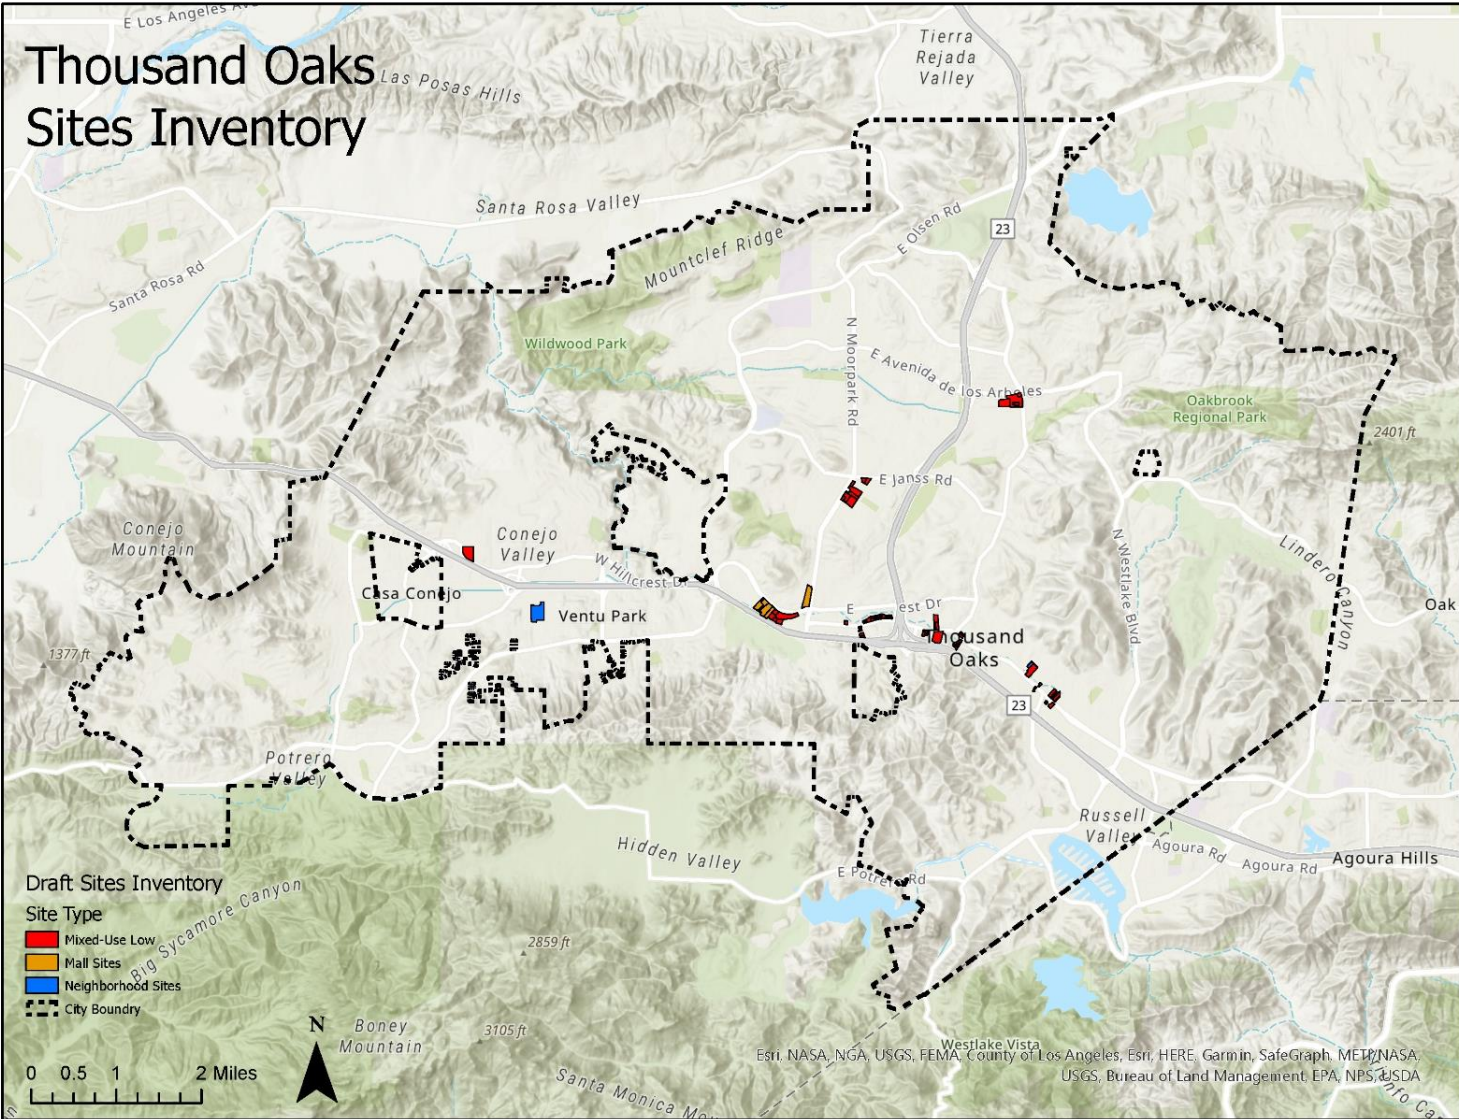 E Los Angeles Av
Thousand Oaks
Sites Inventory
Las Posas Hills
Tierra
Rejada
Valley
Santa Rosa Valley
Mountclef Ridge
E Olsen Rd
23
Santa Rosa Rd
Wildwood Park
N Moorpark Rd
E Avenida de los Arboles
Oakbrook
Regional Park
2401 ft
E Janss Rd
Conejo
Mountain
Conejo
Valley
W Hillcrest Dr
N Westlake Blvd
Lindero Canyon
Casa Conejo
Ventu Park
E
est Dr
Oak
Thousand
Oaks
1377 ft
23
Potrero
Valley
Russell
Valley
Hidden Valley
E Potrero Rd
Agoura Rd
Agoura Rd
Agoura Hills
Draft Sites Inventory
Site Type
Mixed-Use Low
Mall Sites
Neighborhood Sites
City Boundry
Big Sycamore Canyon
2859 ft
N
Boney
Mountain
3105 ft
Westlake Vista
0 0.5 1 2 Miles
Santa Monica Mou
Esri, NASA, NGA, USGS, FEMA, County of Los Angeles, Esri, HERE, Garmin, SafeGraph, METI/NASA,
USGS, Bureau of Land Management, EPA, NPS, USDA